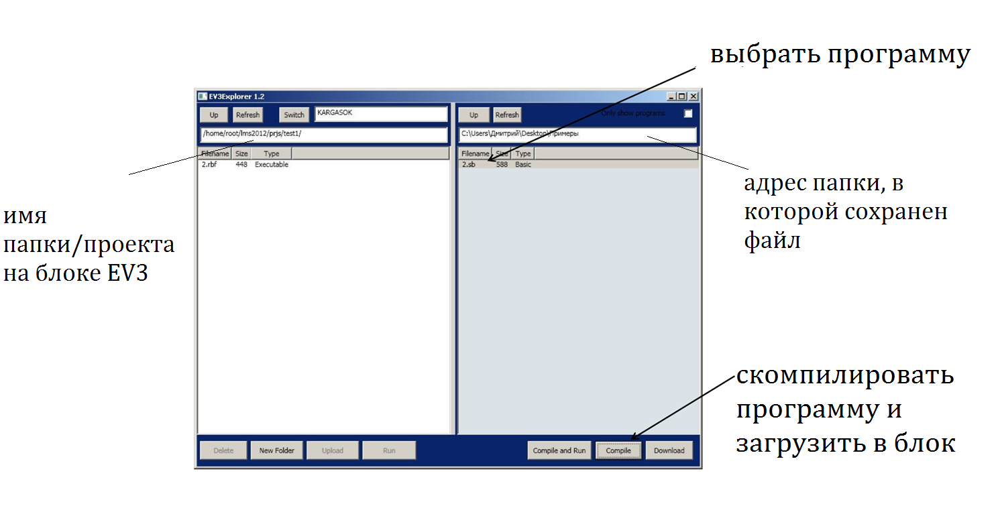 выбрать программу
EV3Explorer 1.2
Up Refresh Switch KARGASOK
/home/root/lms2012/prjs/test1/
Filename Size Type
2.rbf 448 Executable
Up Refresh Only show programs
C:\Users\Дмитрий\Desktop\Примеры
Filename Size Type
2.sb 588 Basic
имя
папки/проекта
на блоке EV3
адрес папки, в
которой сохранен
файл
скомпилировать
программу и
загрузить в блок
Delete New Folder Upload Run
Compile and Run Compile Download